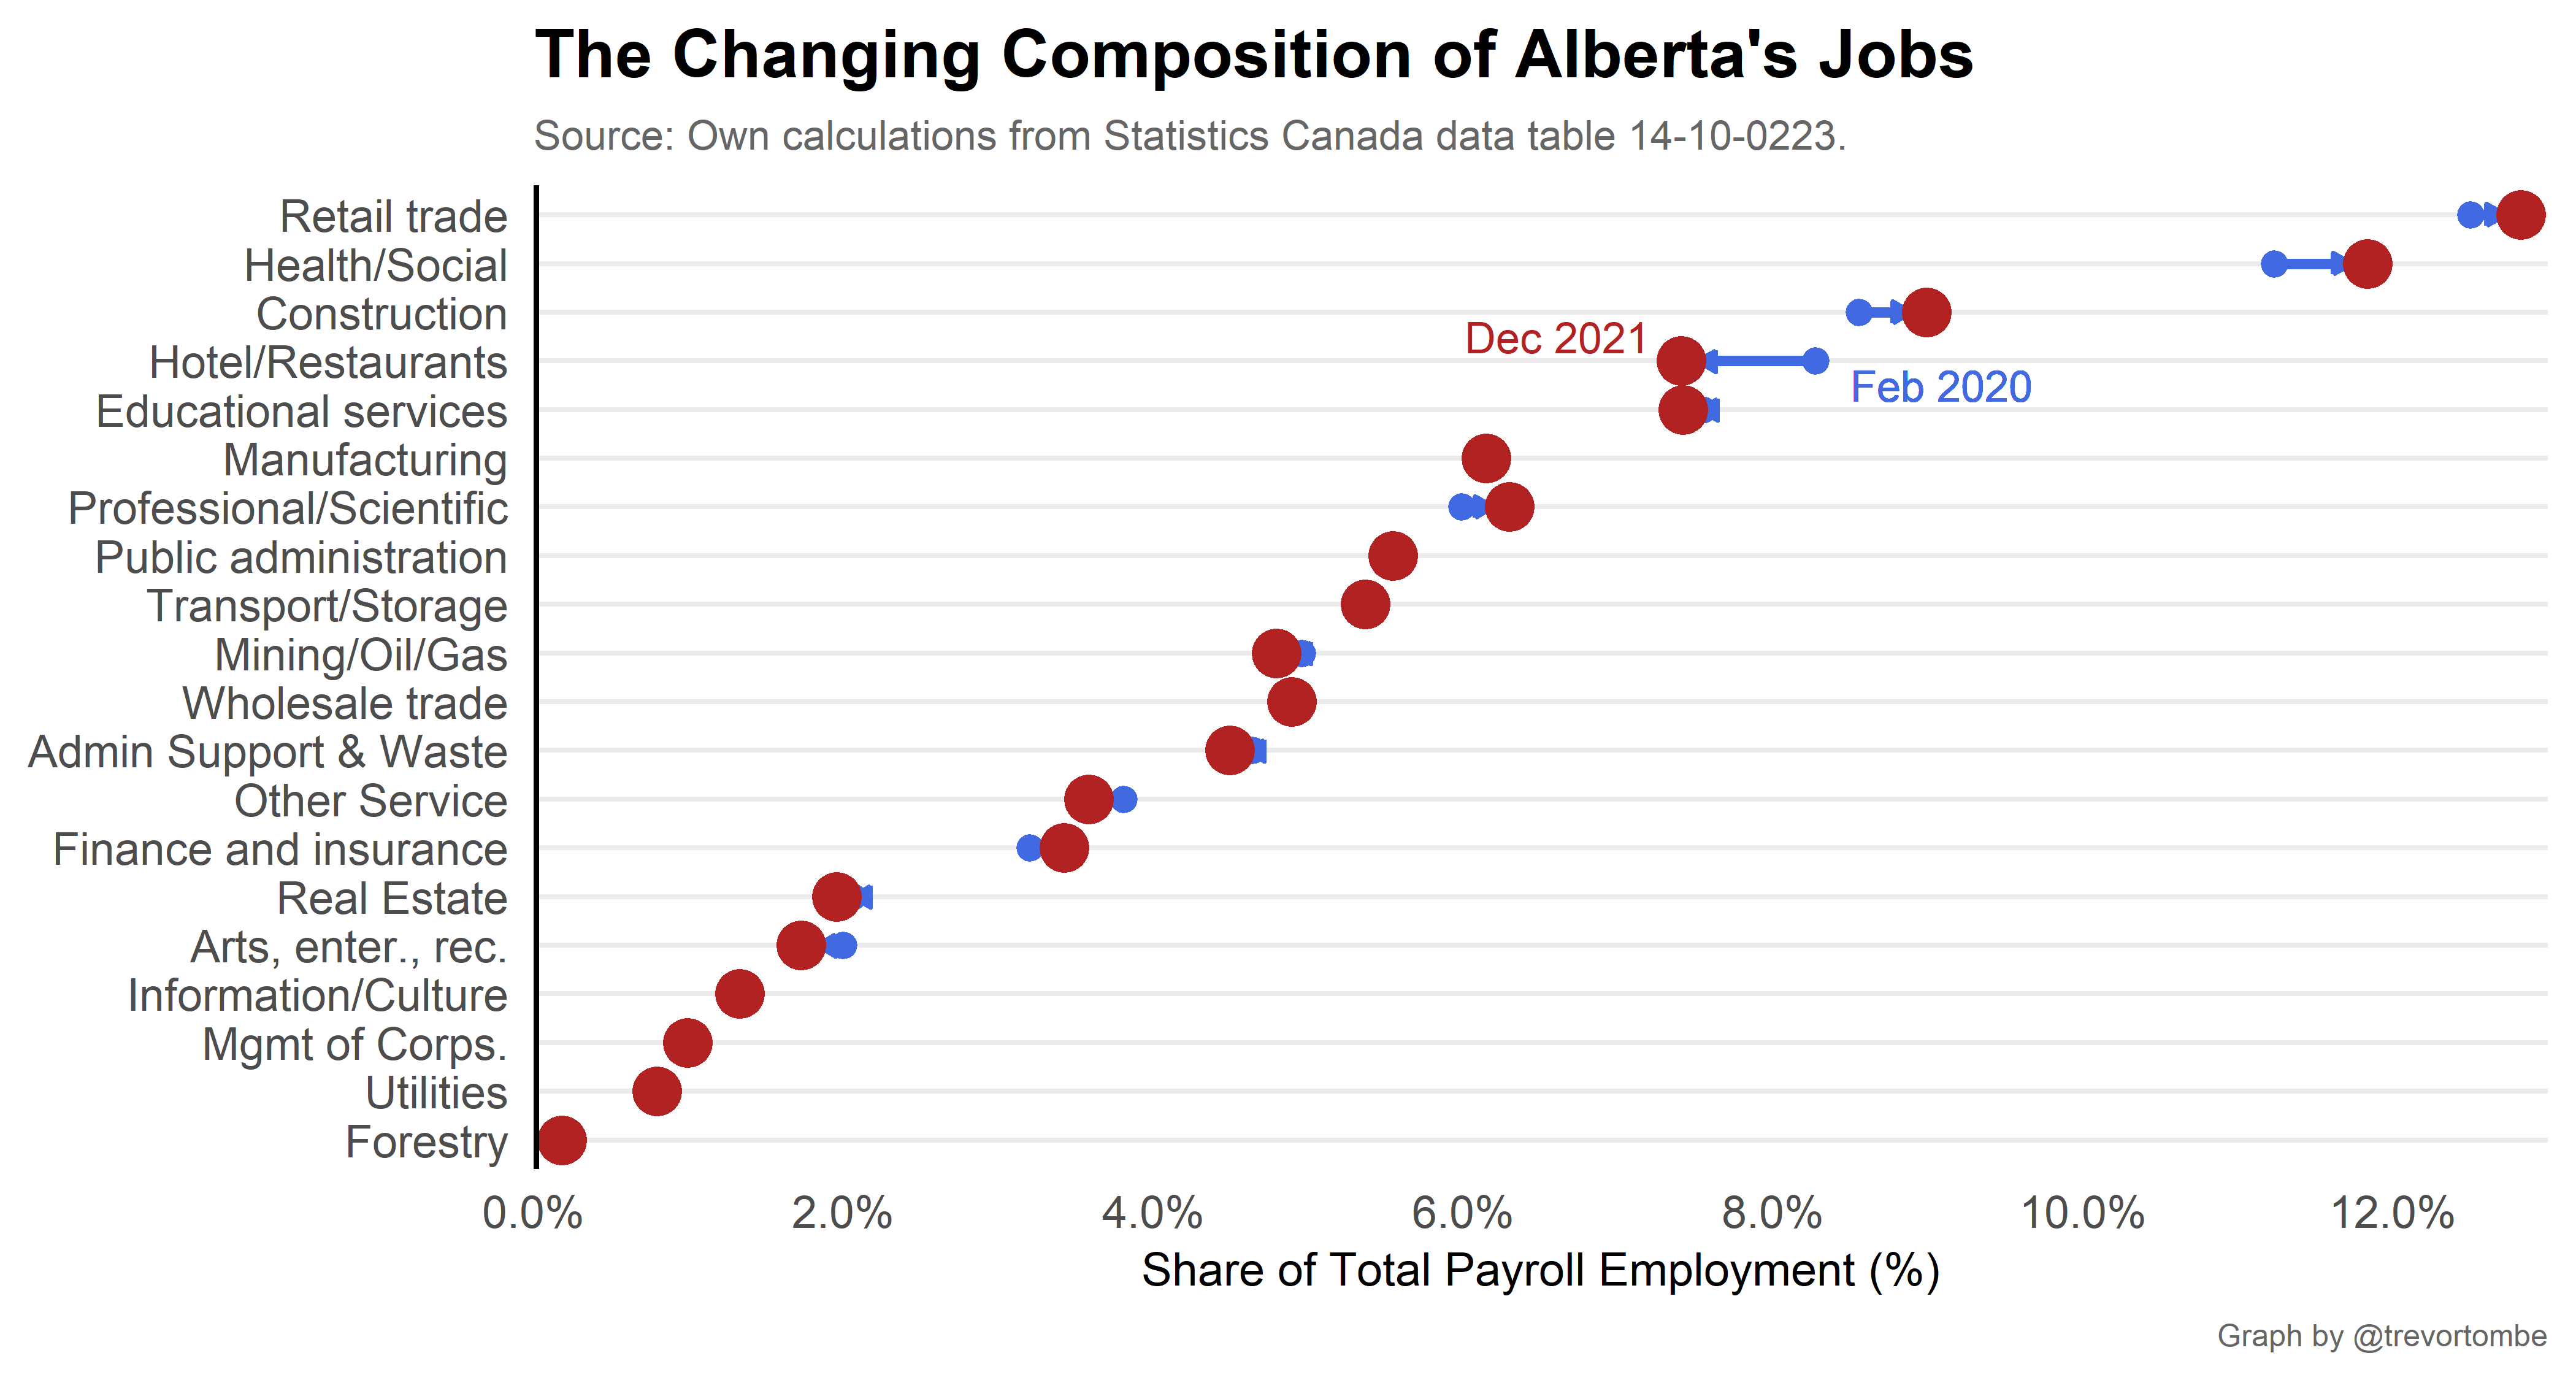 The Changing Composition of Alberta's Jobs
Source: Own calculations from Statistics Canada data table 14-10-0223.
Retail trade
Health/Social
Construction
Dec 2021
Hotel/Restaurants
Feb 2020
Educational services
Manufacturing
Professional/Scientific
Public administration
Transport/Storage
Mining/Oil/Gas
Wholesale trade
Admin Support & Waste
Other Service
Finance and insurance
Real Estate
Arts, enter., rec.
Information/Culture
Mgmt of Corps.
Utilities
Forestry
0.0% 2.0% 4.0% 6.0% 8.0% 10.0% 12.0%
Share of Total Payroll Employment (%)
Graph by @trevortombe